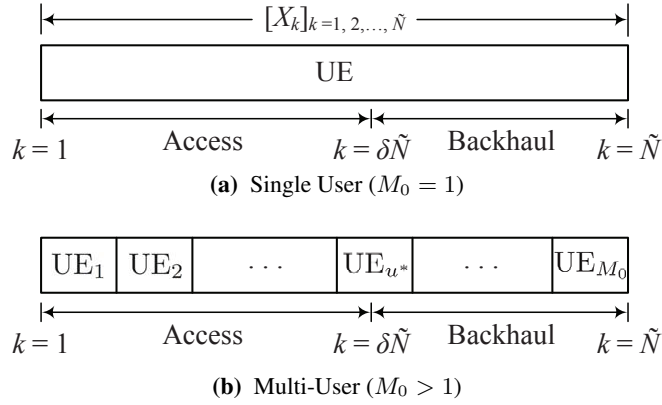 [X_k]_{k=1, 2,..., Ñ}
UE
Access Backhaul
k = 1 k = δÑ k = Ñ
(a) Single User (M_0 = 1)
UE_1 UE_2 ... UE_{u*} ... UE_{M_0}
Access Backhaul
k = 1 k = δÑ k = Ñ
(b) Multi-User (M_0 > 1)